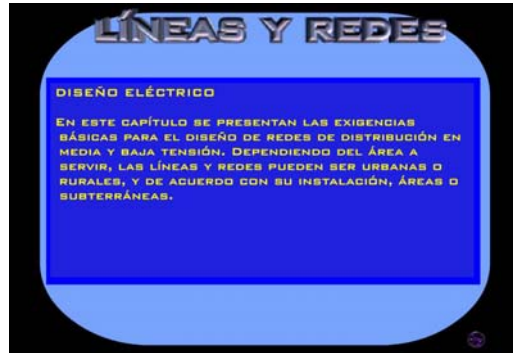 LÍNEAS Y REDES
DISEÑO ELÉCTRICO
EN ESTE CAPÍTULO SE PRESENTAN LAS EXIGENCIAS
BÁSICAS PARA EL DISEÑO DE REDES DE DISTRIBUCIÓN EN
MEDIA Y BAJA TENSIÓN. DEPENDIENDO DEL ÁREA A
SERVIR, LAS LÍNEAS Y REDES PUEDEN SER URBANAS O
RURALES, Y DE ACUERDO CON SU INSTALACIÓN, ÁREAS O
SUBTERRÁNEAS.